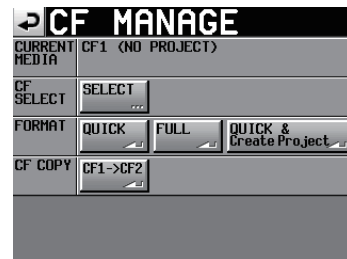 CF MANAGE
CURRENT MEDIA CF1 (NO PROJECT)
CF SELECT SELECT ...
FORMAT QUICK FULL QUICK & Create Project
CF COPY CF1->CF2